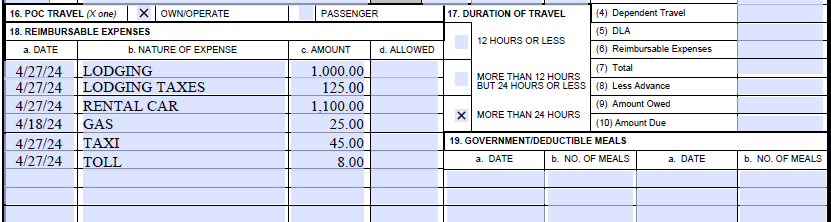 16. POC TRAVEL (X one) X OWN/OPERATE PASSENGER
17. DURATION OF TRAVEL
12 HOURS OR LESS
MORE THAN 12 HOURS
BUT 24 HOURS OR LESS
X MORE THAN 24 HOURS
(4) Dependent Travel
(5) DLA
(6) Reimbursable Expenses
(7) Total
(8) Less Advance
(9) Amount Owed
(10) Amount Due
18. REIMBURSABLE EXPENSES
a. DATE b. NATURE OF EXPENSE c. AMOUNT d. ALLOWED
4/27/24 LODGING 1,000.00
4/27/24 LODGING TAXES 125.00
4/27/24 RENTAL CAR 1,100.00
4/18/24 GAS 25.00
4/27/24 TAXI 45.00
4/27/24 TOLL 8.00
19. GOVERNMENT/DEDUCTIBLE MEALS
a. DATE b. NO. OF MEALS a. DATE b. NO. OF MEALS